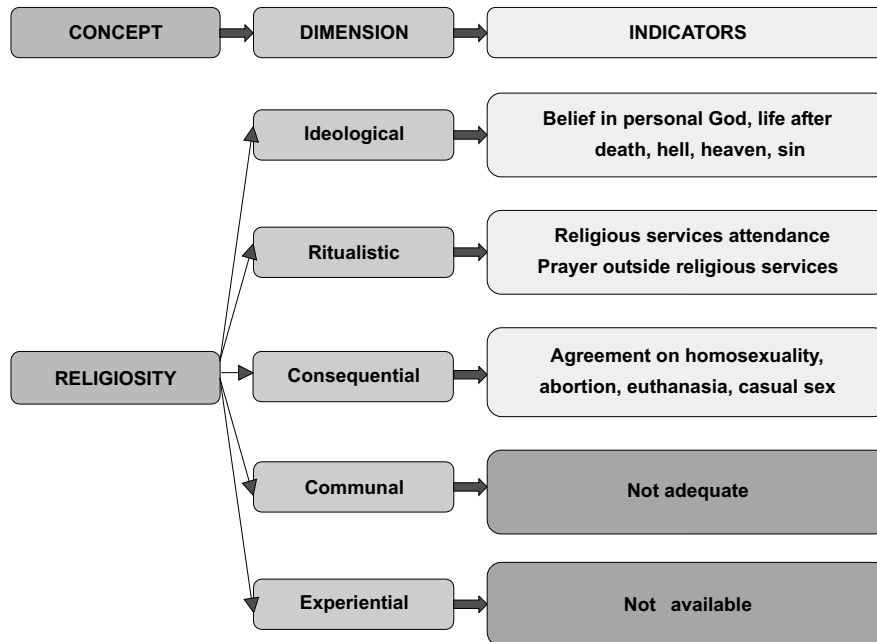 CONCEPT
DIMENSION
INDICATORS
Ideological
Belief in personal God, life after
death, hell, heaven, sin
Ritualistic
Religious services attendance
Prayer outside religious services
RELIGIOSITY
Consequential
Agreement on homosexuality,
abortion, euthanasia, casual sex
Communal
Not adequate
Experiential
Not available